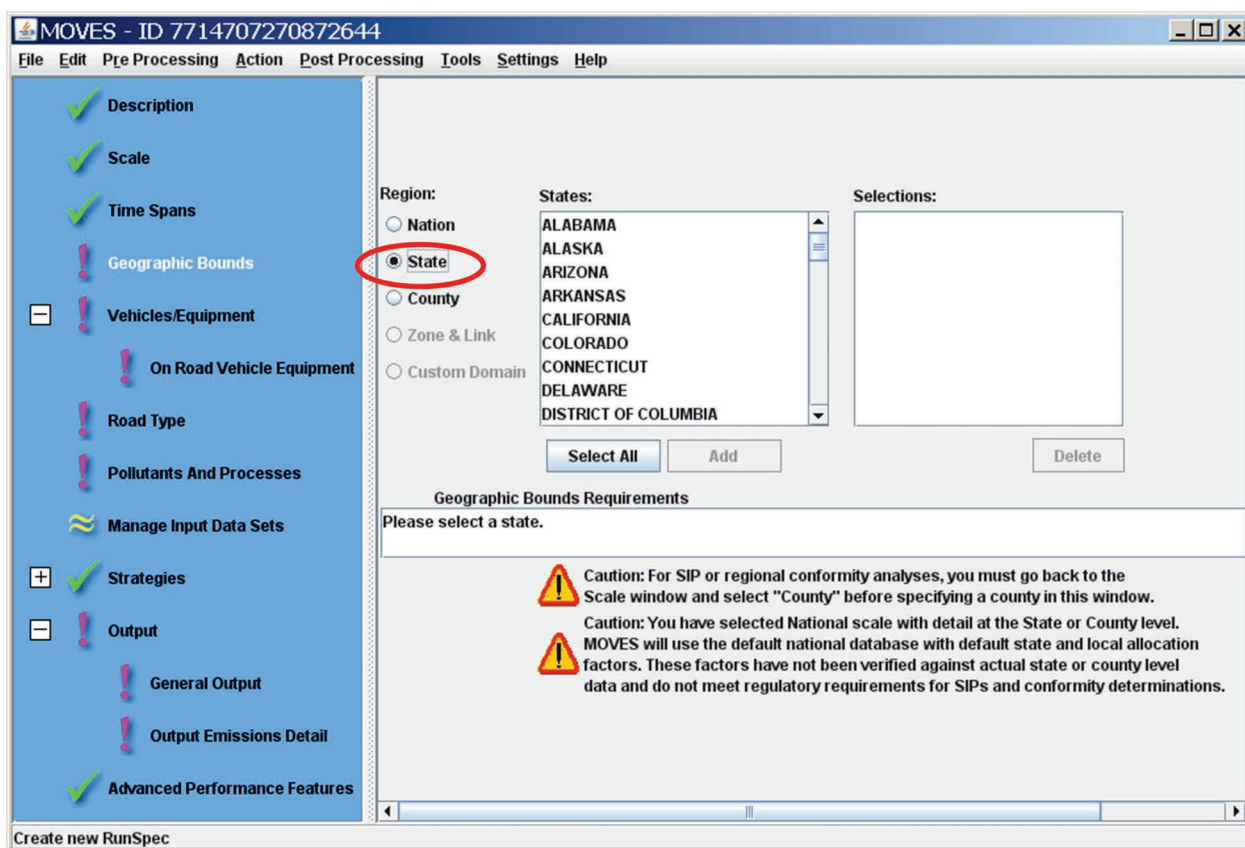 MOVES - ID 7714707270872644
File Edit Pre Processing Action Post Processing Tools Settings Help
Description
Scale
Time Spans
Geographic Bounds
Vehicles/Equipment
On Road Vehicle Equipment
Road Type
Pollutants And Processes
Manage Input Data Sets
Strategies
Output
General Output
Output Emissions Detail
Advanced Performance Features
Region:
Nation
State
County
Zone & Link
Custom Domain
States:
ALABAMA
ALASKA
ARIZONA
ARKANSAS
CALIFORNIA
COLORADO
CONNECTICUT
DELAWARE
DISTRICT OF COLUMBIA
Selections:
Select All
Add
Delete
Geographic Bounds Requirements
Please select a state.
Caution: For SIP or regional conformity analyses, you must go back to the
Scale window and select "County" before specifying a county in this window.
Caution: You have selected National scale with detail at the State or County level.
MOVES will use the default national database with default state and local allocation
factors. These factors have not been verified against actual state or county level
data and do not meet regulatory requirements for SIPs and conformity determinations.
Create new RunSpec